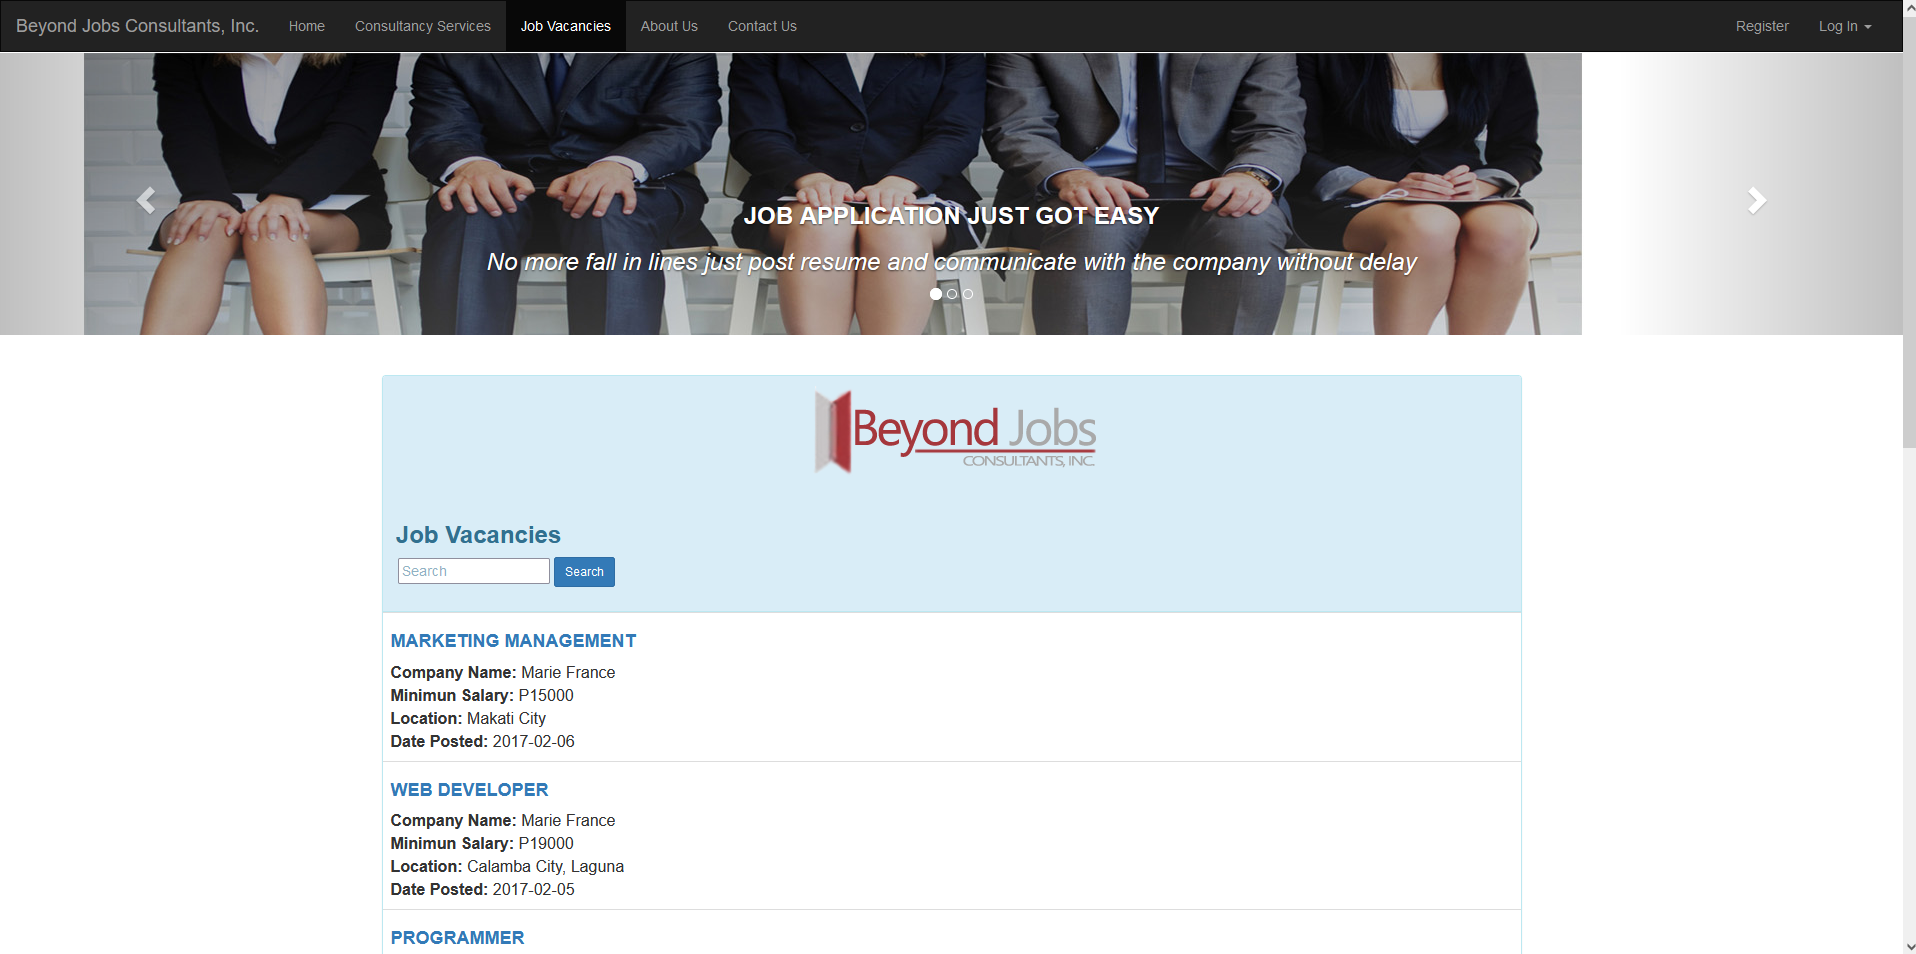 Beyond Jobs Consultants, Inc. Home Consultancy Services Job Vacancies About Us Contact Us Register Log In
JOB APPLICATION JUST GOT EASY
No more fall in lines just post resume and communicate with the company without delay
Beyond Jobs
CONSULTANTS, INC.
Job Vacancies
Search Search
MARKETING MANAGEMENT
Company Name: Marie France
Minimun Salary: P15000
Location: Makati City
Date Posted: 2017-02-06
WEB DEVELOPER
Company Name: Marie France
Minimun Salary: P19000
Location: Calamba City, Laguna
Date Posted: 2017-02-05
PROGRAMMER